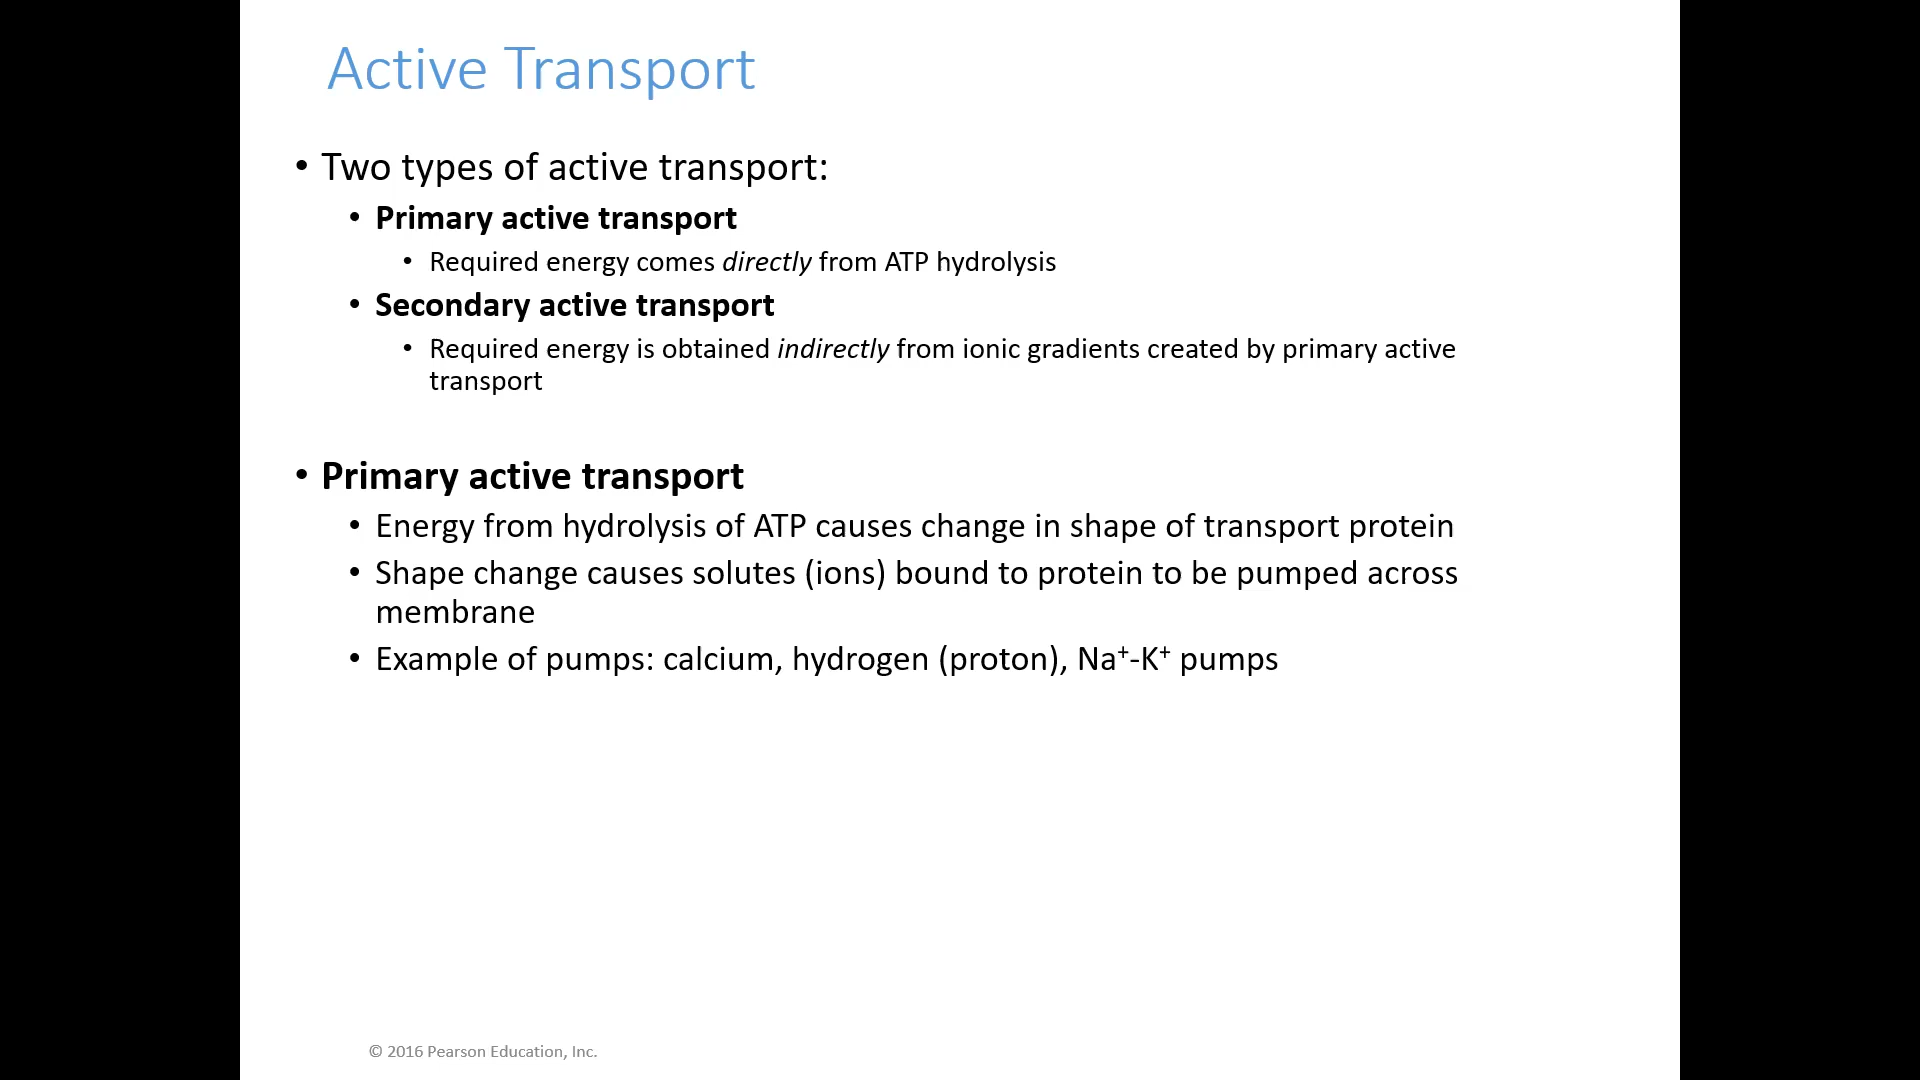 Active Transport
• Two types of active transport:
• Primary active transport
• Required energy comes directly from ATP hydrolysis
• Secondary active transport
• Required energy is obtained indirectly from ionic gradients created by primary active
transport
• Primary active transport
• Energy from hydrolysis of ATP causes change in shape of transport protein
• Shape change causes solutes (ions) bound to protein to be pumped across
membrane
• Example of pumps: calcium, hydrogen (proton), Na⁺-K⁺ pumps
© 2016 Pearson Education, Inc.